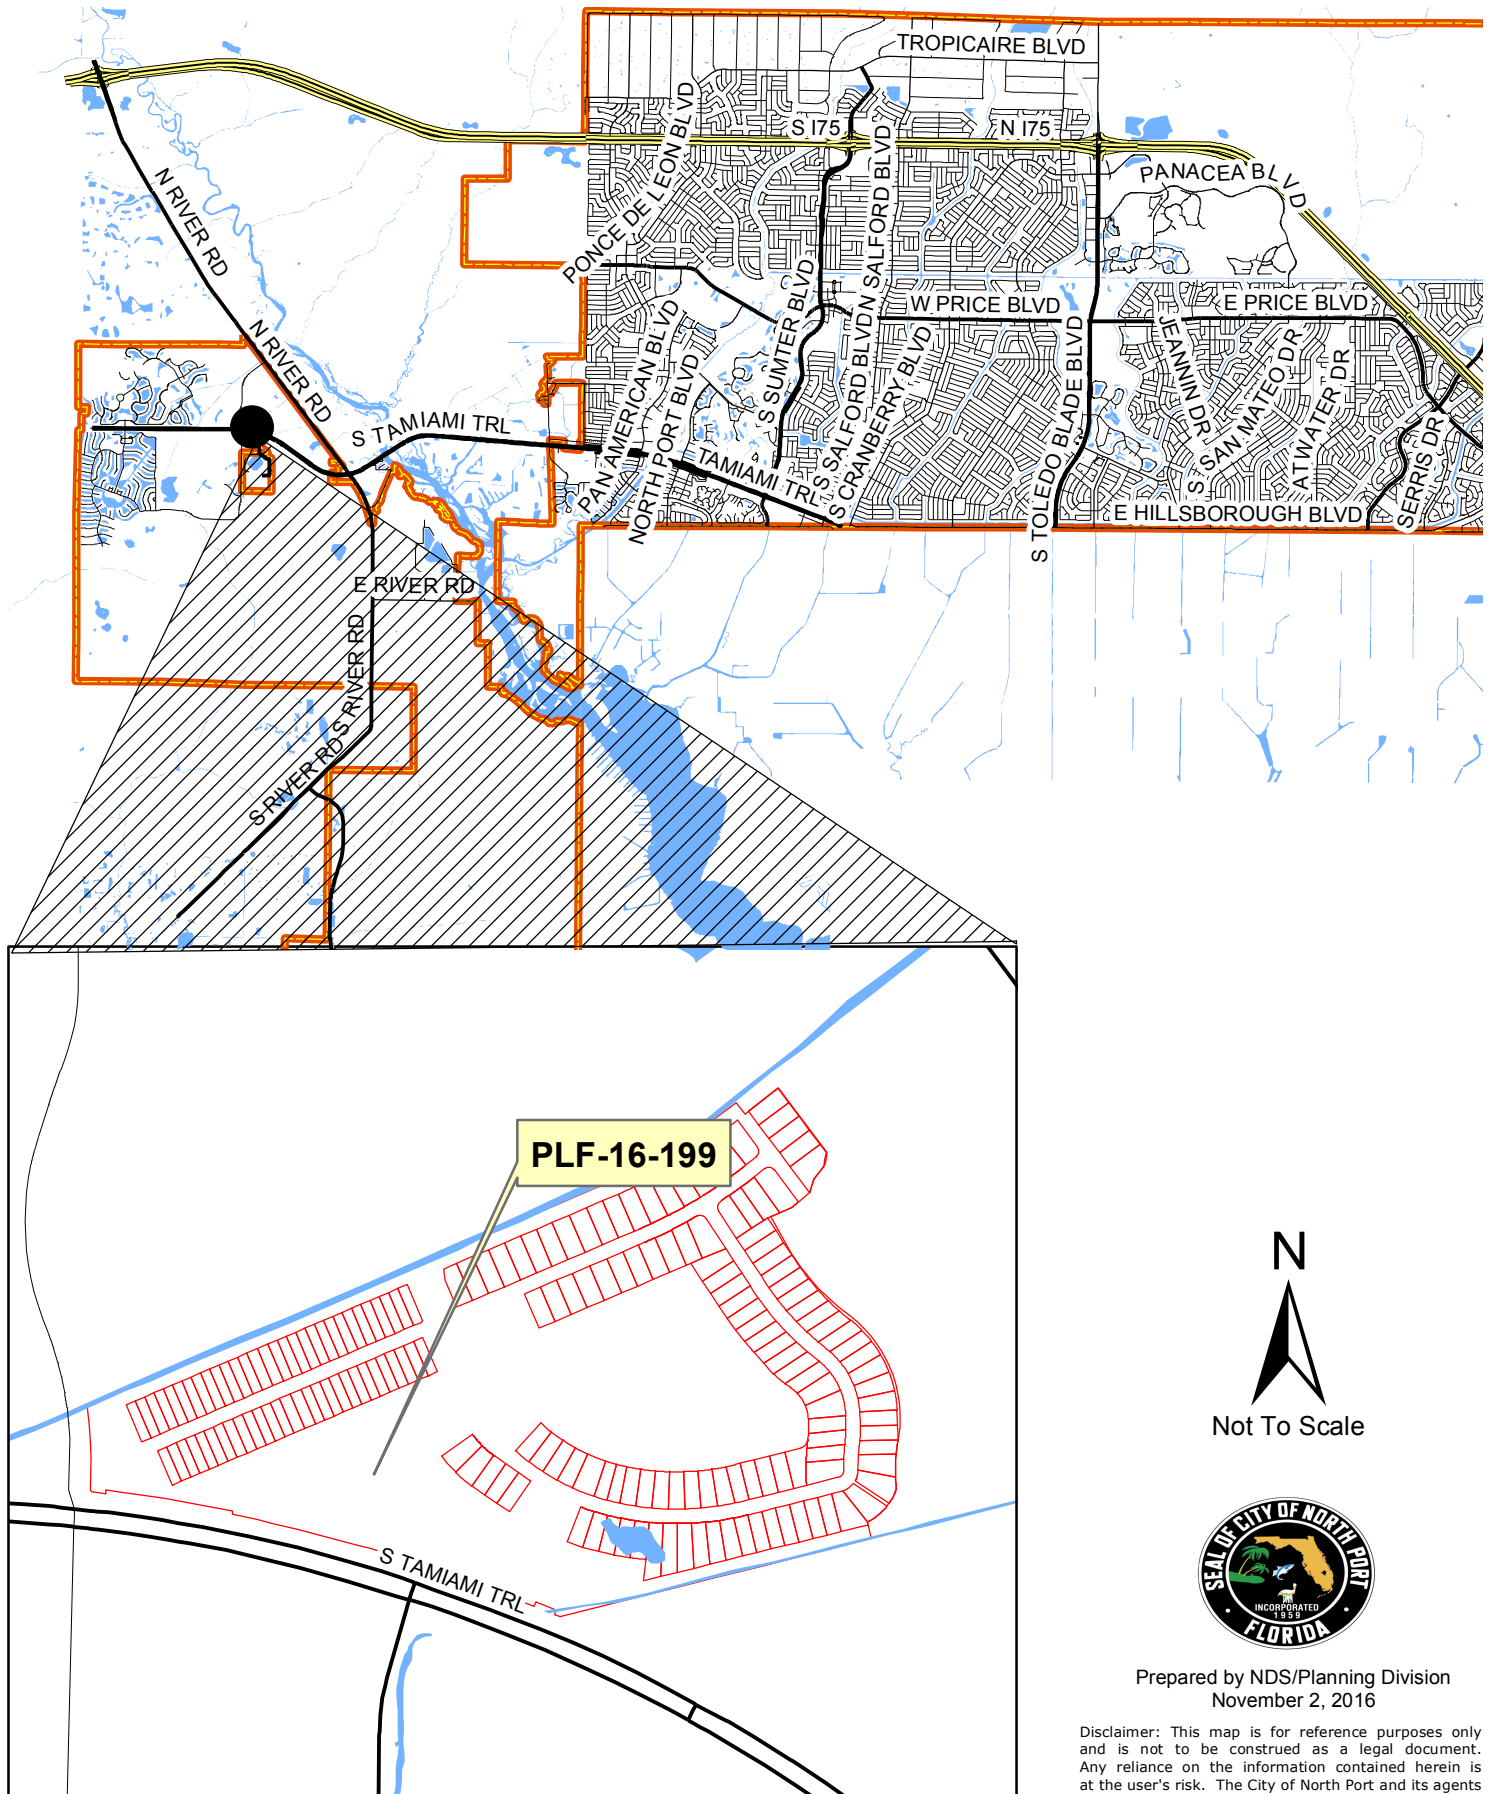 TROPICAIRE BLVD
S I75
N I75
PANACEA BLVD
PONCE DE LEON BLVD
N SALFORD BLVD
N RIVER RD
N RIVER RD
S SUMTER BLVD
W PRICE BLVD
E PRICE BLVD
PAN AMERICAN BLVD
NORTH PORT BLVD
S SALFORD BLVD
S CRANBERRY BLVD
S TOLEDO BLADE BLVD
JEANNIN DR
S SAN MATEO DR
ATWATER DR
SERRIS DR
S TAMIAMI TRL
TAMIAMI TRL
E HILLSBOROUGH BLVD
E RIVER RD
S RIVER RD
S RIVER RD
PLF-16-199
S TAMIAMI TRL
N
Not To Scale
SEAL OF CITY OF NORTH PORT
INCORPORATED
1959
FLORIDA
Prepared by NDS/Planning Division
November 2, 2016
Disclaimer: This map is for reference purposes only
and is not to be construed as a legal document.
Any reliance on the information contained herein is
at the user's risk. The City of North Port and its agents